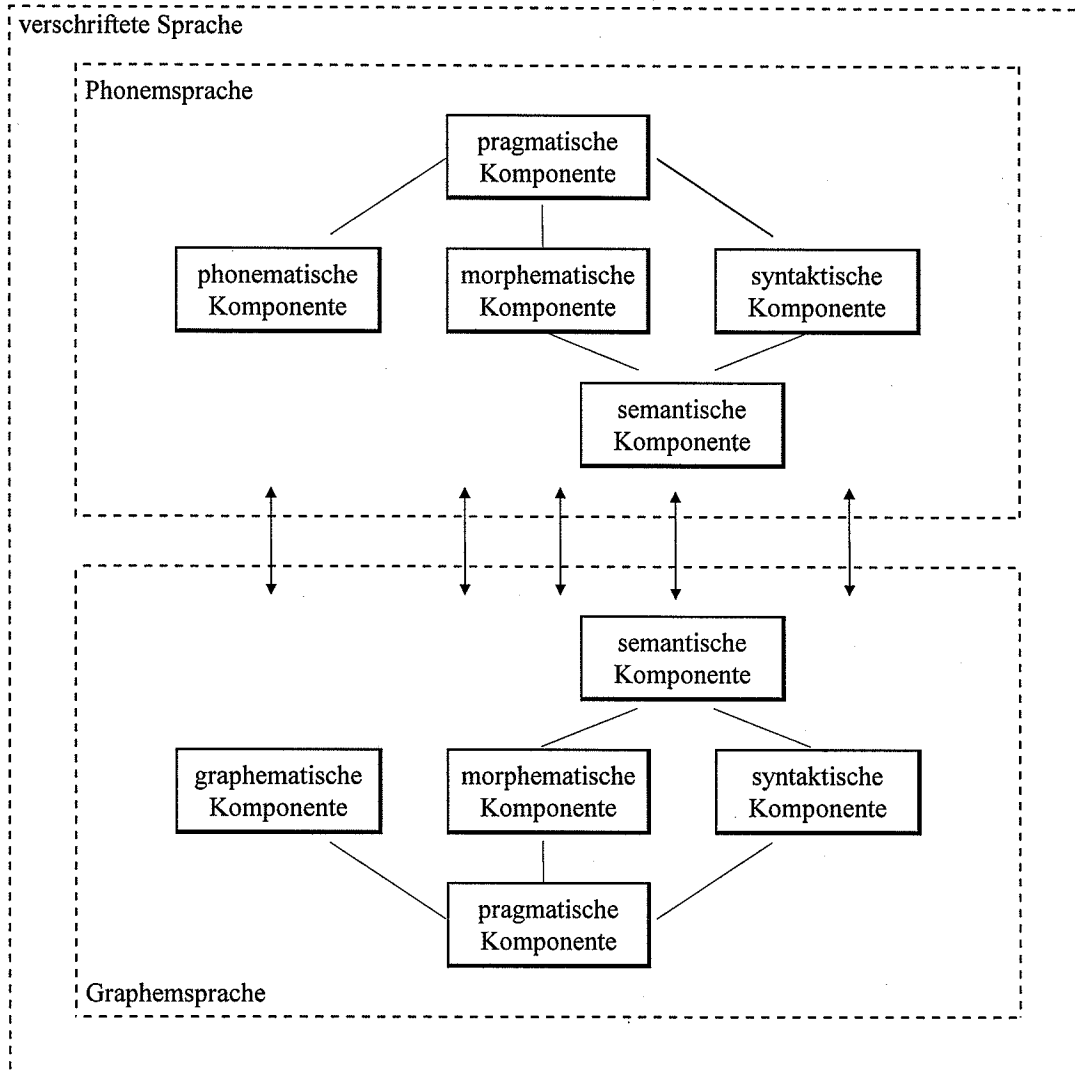 verschriftete Sprache
Phonemsprache
pragmatische
Komponente
phonematische
Komponente
morphematische
Komponente
syntaktische
Komponente
semantische
Komponente
semantische
Komponente
graphematische
Komponente
morphematische
Komponente
syntaktische
Komponente
pragmatische
Komponente
Graphemsprache